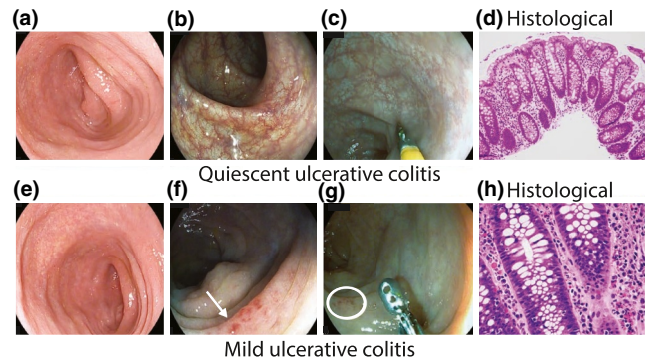 (a) (b) (c) (d) Histological
Quiescent ulcerative colitis
(e) (f) (g) (h) Histological
Mild ulcerative colitis